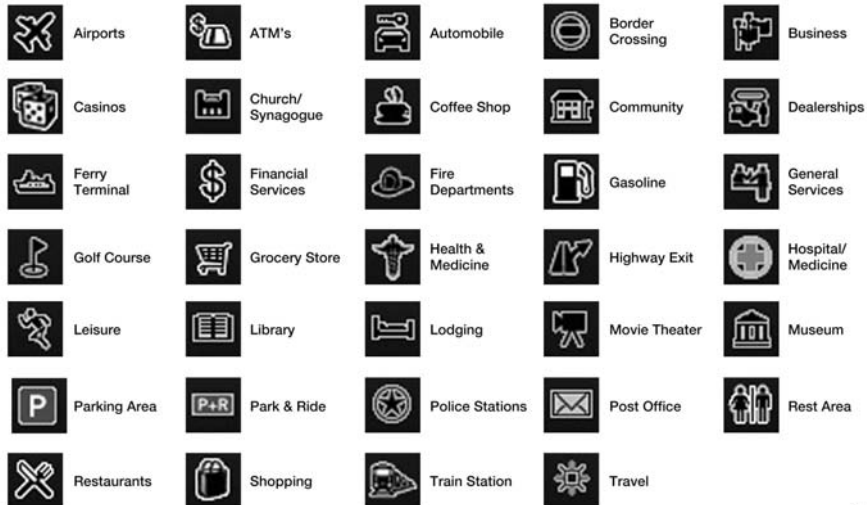 Airports
ATM's
Automobile
Border
Crossing
Business
Casinos
Church/
Synagogue
Coffee Shop
Community
Dealerships
Ferry
Terminal
$
Financial
Services
Fire
Departments
Gasoline
General
Services
Golf Course
Grocery Store
Health &
Medicine
Highway Exit
Hospital/
Medicine
Leisure
Library
Lodging
Movie Theater
Museum
P
Parking Area
P+R
Park & Ride
Police Stations
Post Office
Rest Area
Restaurants
Shopping
Train Station
Travel